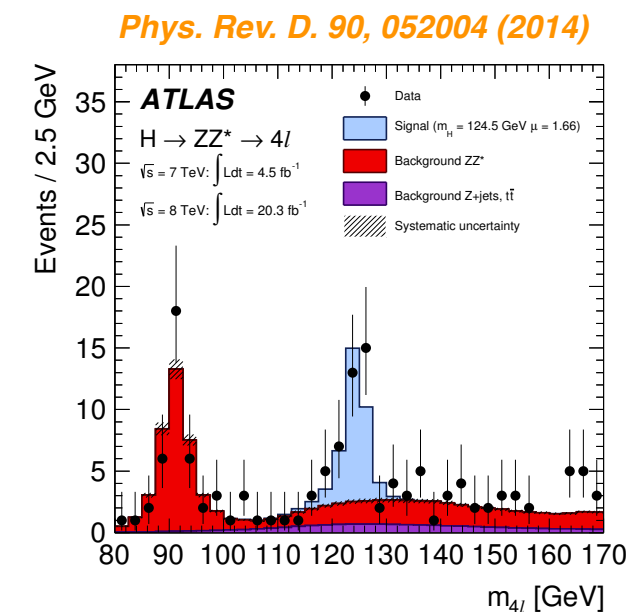 Phys. Rev. D. 90, 052004 (2014)
Events / 2.5 GeV
35
30
25
20
15
10
5
0
ATLAS
H → ZZ* → 4l
√s = 7 TeV: ∫Ldt = 4.5 fb⁻¹
√s = 8 TeV: ∫Ldt = 20.3 fb⁻¹
Data
Signal (m_H = 124.5 GeV μ = 1.66)
Background ZZ*
Background Z+jets, tt̄
Systematic uncertainty
80 90 100 110 120 130 140 150 160 170
m_4l [GeV]